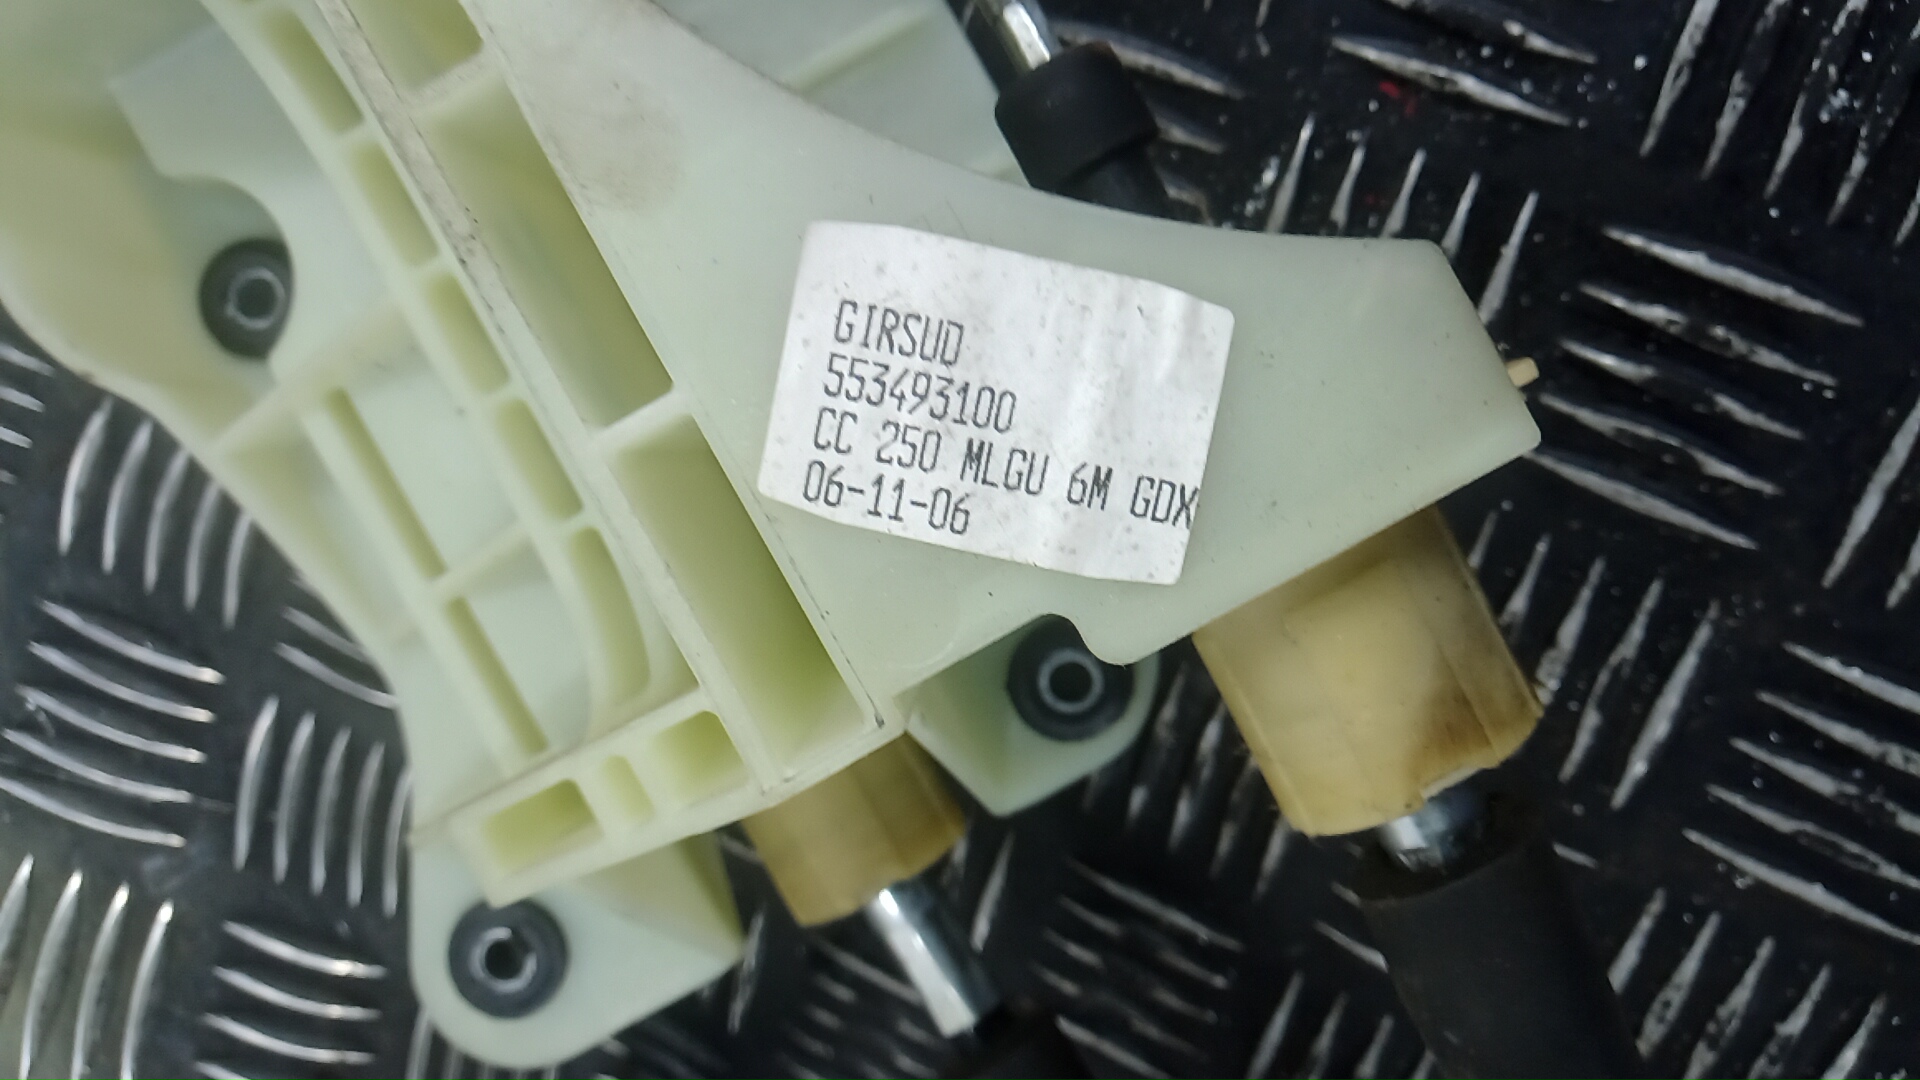 GIRSUD
553493100
CC 250 MLGU 6M GDX
06-11-06